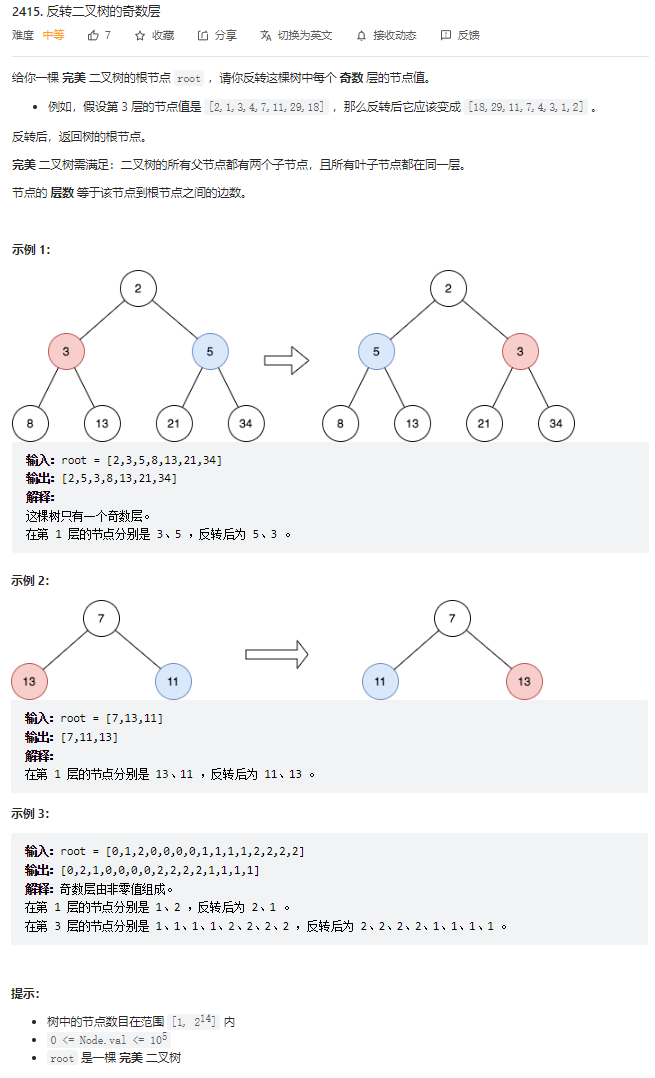 2415. 反转二叉树的奇数层
难度 中等 7 收藏 分享 切换为英文 接收动态 反馈
给你一棵 完美 二叉树的根节点 root ，请你反转这棵树中每个 奇数 层的节点值。
• 例如，假设第 3 层的节点值是 [2,1,3,4,7,11,29,18] ，那么反转后它应该变成 [18,29,11,7,4,3,1,2] 。
反转后，返回树的根节点。
完美 二叉树需满足：二叉树的所有父节点都有两个子节点，且所有叶子节点都在同一层。
节点的 层数 等于该节点到根节点之间的边数。
示例 1：
2 2
3 5 5 3
8 13 21 34 8 13 21 34
输入：root = [2,3,5,8,13,21,34]
输出：[2,5,3,8,13,21,34]
解释：
这棵树只有一个奇数层。
在第 1 层的节点分别是 3、5 ，反转后为 5、3 。
示例 2：
7 7
13 11 11 13
输入：root = [7,13,11]
输出：[7,11,13]
解释：
在第 1 层的节点分别是 13、11 ，反转后为 11、13 。
示例 3：
输入：root = [0,1,2,0,0,0,0,1,1,1,1,2,2,2,2]
输出：[0,2,1,0,0,0,0,2,2,2,2,1,1,1,1]
解释：奇数层由非零值组成。
在第 1 层的节点分别是 1、2 ，反转后为 2、1 。
在第 3 层的节点分别是 1、1、1、1、2、2、2、2 ，反转后为 2、2、2、2、1、1、1、1 。
提示：
• 树中的节点数目在范围 [1, 2¹⁴] 内
• 0 <= Node.val <= 10⁵
• root 是一棵 完美 二叉树